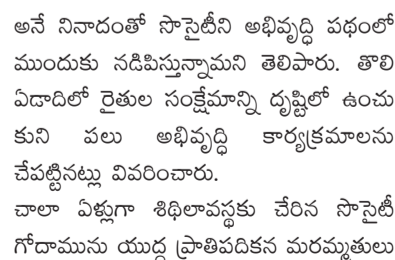 అనే నినాదంతో సొసైటీని అభివృద్ధి పథంలో
ముందుకు నడిపిస్తున్నామని తెలిపారు. తొలి
ఏడాదిలో రైతుల సంక్షేమాన్ని దృష్టిలో ఉంచు
కుని పలు అభివృద్ధి కార్యక్రమాలను
చేపట్టినట్లు వివరించారు.
చాలా ఏళ్లుగా శిథిలావస్థకు చేరిన సొసైటీ
గోదామును యుద్ధ ప్రాతిపదికన మరమ్మతులు